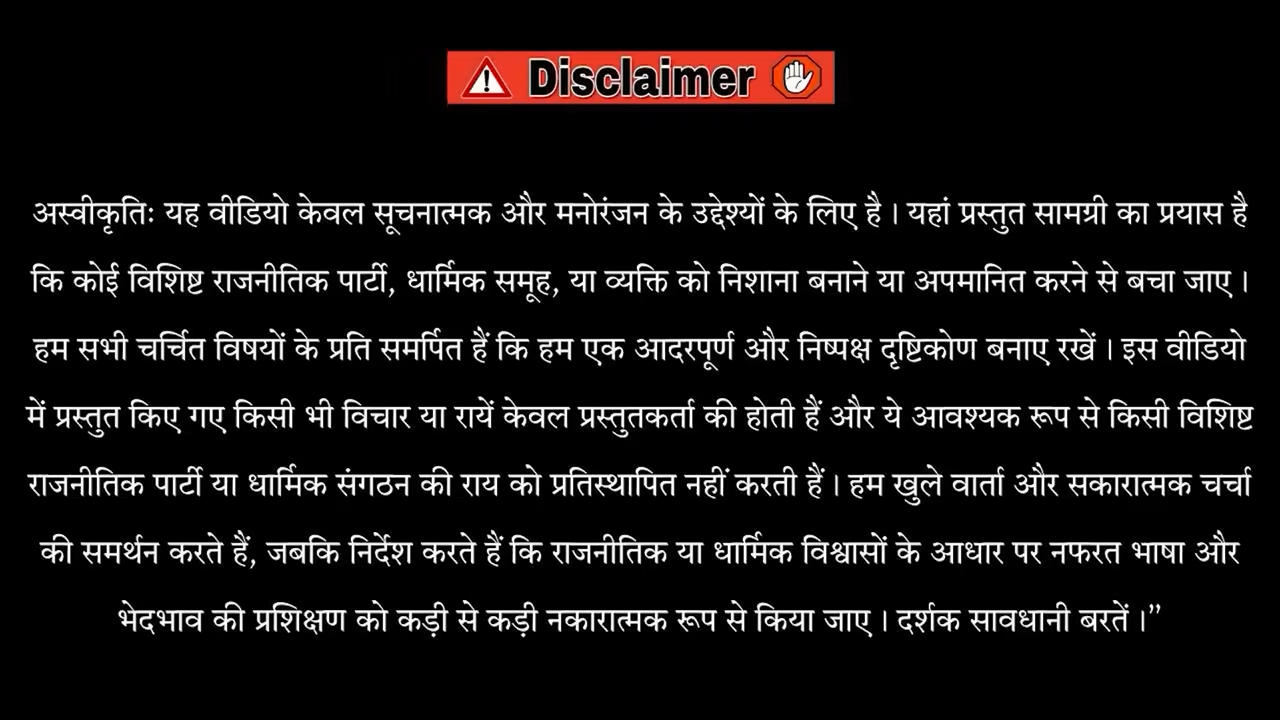 Disclaimer
अस्वीकृतिः यह वीडियो केवल सूचनात्मक और मनोरंजन के उद्देश्यों के लिए है । यहां प्रस्तुत सामग्री का प्रयास है
कि कोई विशिष्ट राजनीतिक पार्टी, धार्मिक समूह, या व्यक्ति को निशाना बनाने या अपमानित करने से बचा जाए ।
हम सभी चर्चित विषयों के प्रति समर्पित हैं कि हम एक आदरपूर्ण और निष्पक्ष दृष्टिकोण बनाए रखें । इस वीडियो
में प्रस्तुत किए गए किसी भी विचार या रायें केवल प्रस्तुतकर्ता की होती हैं और ये आवश्यक रूप से किसी विशिष्ट
राजनीतिक पार्टी या धार्मिक संगठन की राय को प्रतिस्थापित नहीं करती हैं । हम खुले वार्ता और सकारात्मक चर्चा
की समर्थन करते हैं, जबकि निर्देश करते हैं कि राजनीतिक या धार्मिक विश्वासों के आधार पर नफरत भाषा और
भेदभाव की प्रशिक्षण को कड़ी से कड़ी नकारात्मक रूप से किया जाए । दर्शक सावधानी बरतें ।”